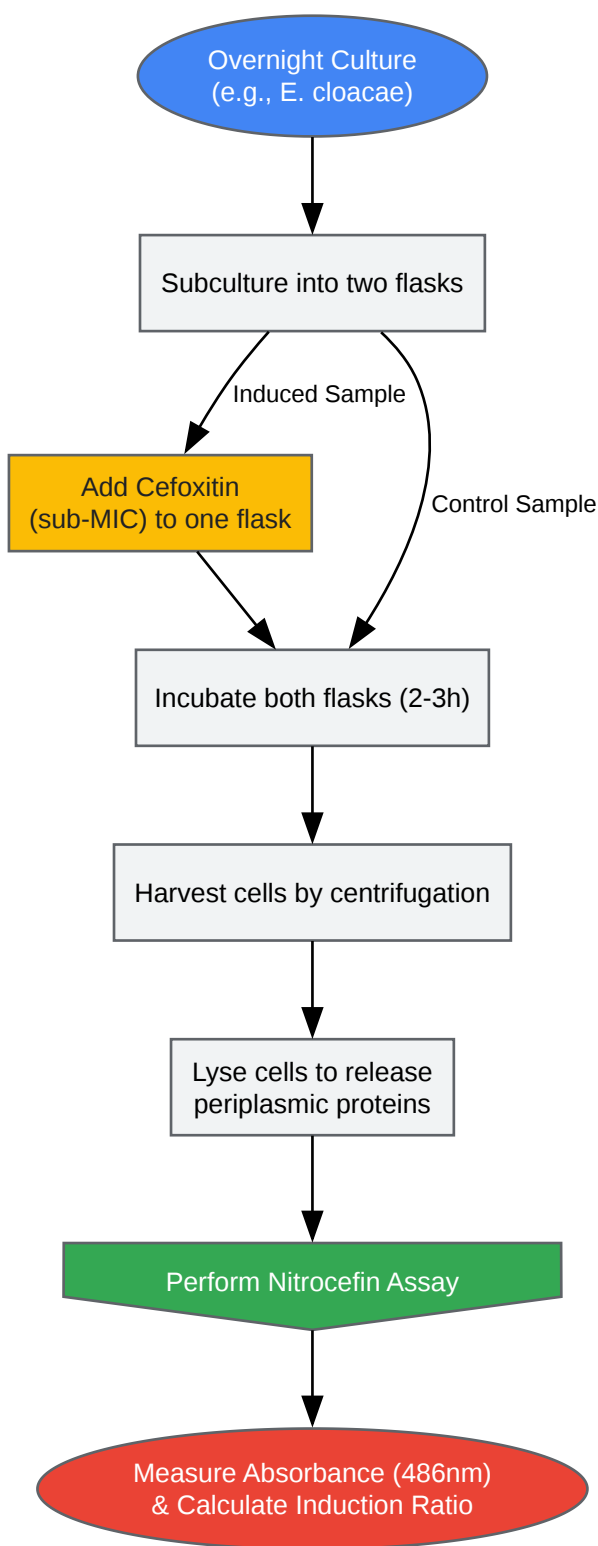 Overnight Culture
(e.g., E. cloacae)
Subculture into two flasks
Induced Sample
Add Cefoxitin
(sub-MIC) to one flask
Control Sample
Incubate both flasks (2-3h)
Harvest cells by centrifugation
Lyse cells to release
periplasmic proteins
Perform Nitrocefin Assay
Measure Absorbance (486nm)
& Calculate Induction Ratio